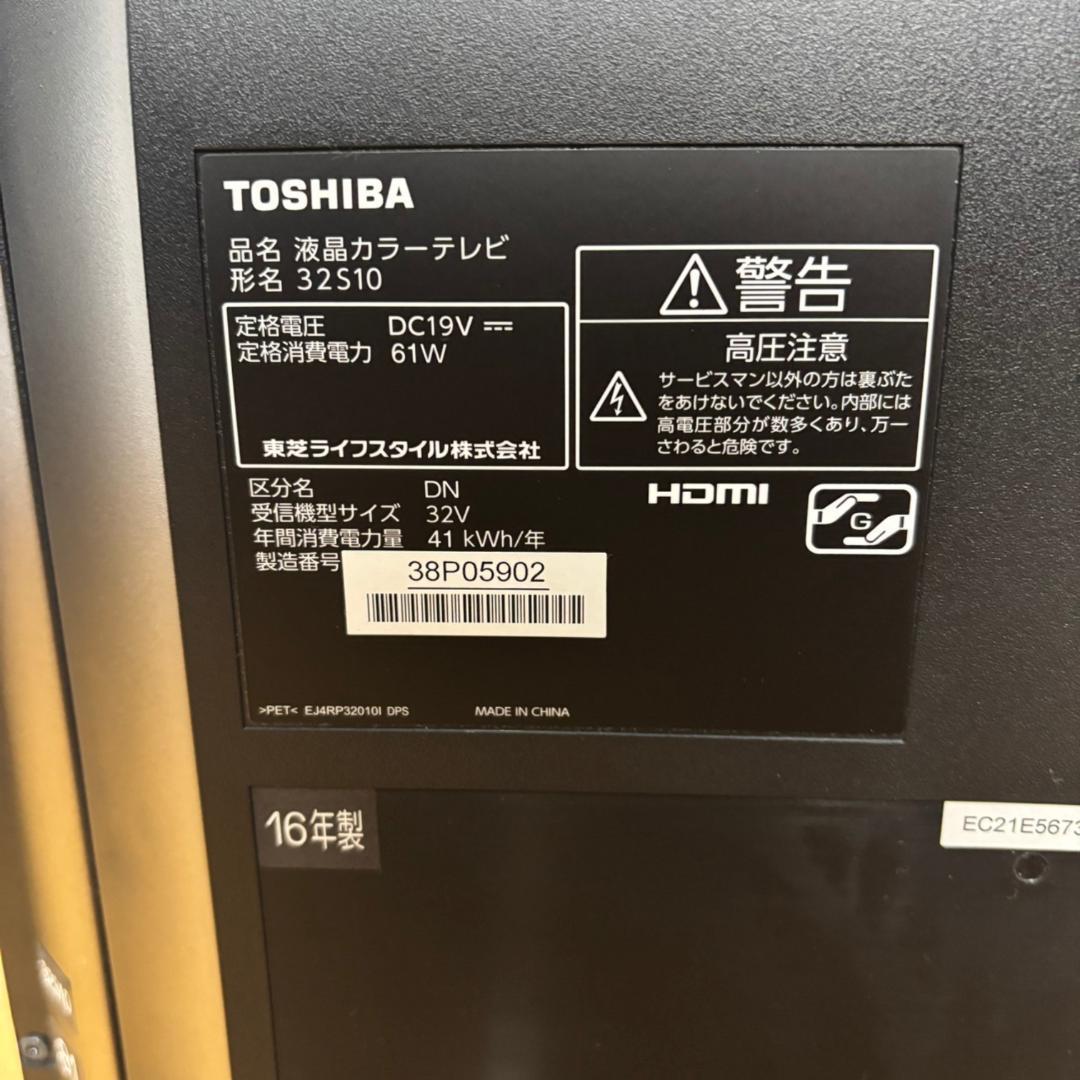 TOSHIBA
品名 液晶カラーテレビ
形名 32S10
定格電圧 DC19V ⎓
定格消費電力 61W
東芝ライフスタイル株式会社
警告
高圧注意
サービスマン以外の方は裏ぶた
をあけないでください。内部には
高電圧部分が数多くあり、万一
さわると危険です。
区分名 DN
受信機型サイズ 32V
年間消費電力量 41 kWh/年
製造番号
38P05902
HDMI
G
>PET< EJ4RP32010I DPS
MADE IN CHINA
16年製
EC21E5673